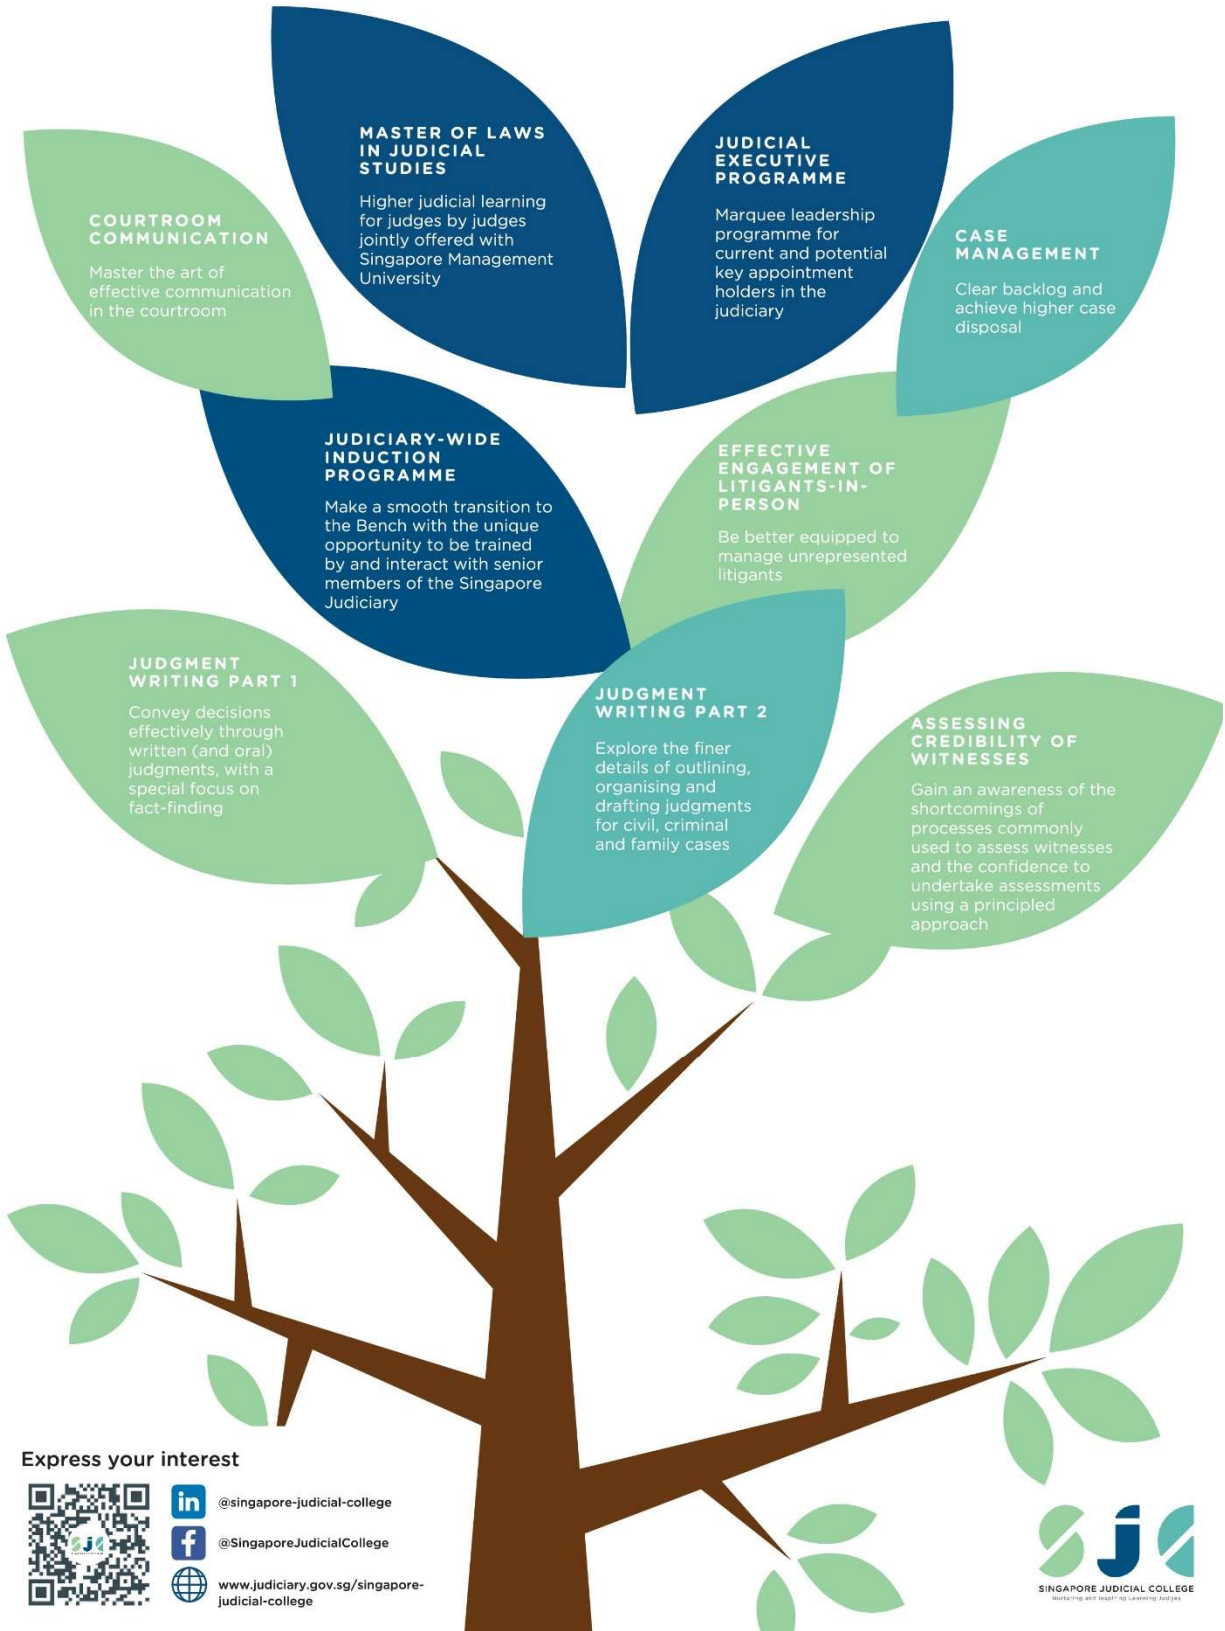 MASTER OF LAWS
IN JUDICIAL
STUDIES
Higher judicial learning
for judges by judges
jointly offered with
Singapore Management
University
JUDICIAL
EXECUTIVE
PROGRAMME
Marquee leadership
programme for
current and potential
key appointment
holders in the
judiciary
COURTROOM
COMMUNICATION
Master the art of
effective communication
in the courtroom
CASE
MANAGEMENT
Clear backlog and
achieve higher case
disposal
JUDICIARY-WIDE
INDUCTION
PROGRAMME
Make a smooth transition to
the Bench with the unique
opportunity to be trained
by and interact with senior
members of the Singapore
Judiciary
EFFECTIVE
ENGAGEMENT OF
LITIGANTS-IN-
PERSON
Be better equipped to
manage unrepresented
litigants
JUDGMENT
WRITING PART 1
Convey decisions
effectively through
written (and oral)
judgments, with a
special focus on
fact-finding
JUDGMENT
WRITING PART 2
Explore the finer
details of outlining,
organising and
drafting judgments
for civil, criminal
and family cases
ASSESSING
CREDIBILITY OF
WITNESSES
Gain an awareness of the
shortcomings of
processes commonly
used to assess witnesses
and the confidence to
undertake assessments
using a principled
approach
Express your interest
in @singapore-judicial-college
f @SingaporeJudicialCollege
www.judiciary.gov.sg/singapore-
judicial-college
SJC
SINGAPORE JUDICIAL COLLEGE
Nurturing and Inspiring Learning Judges